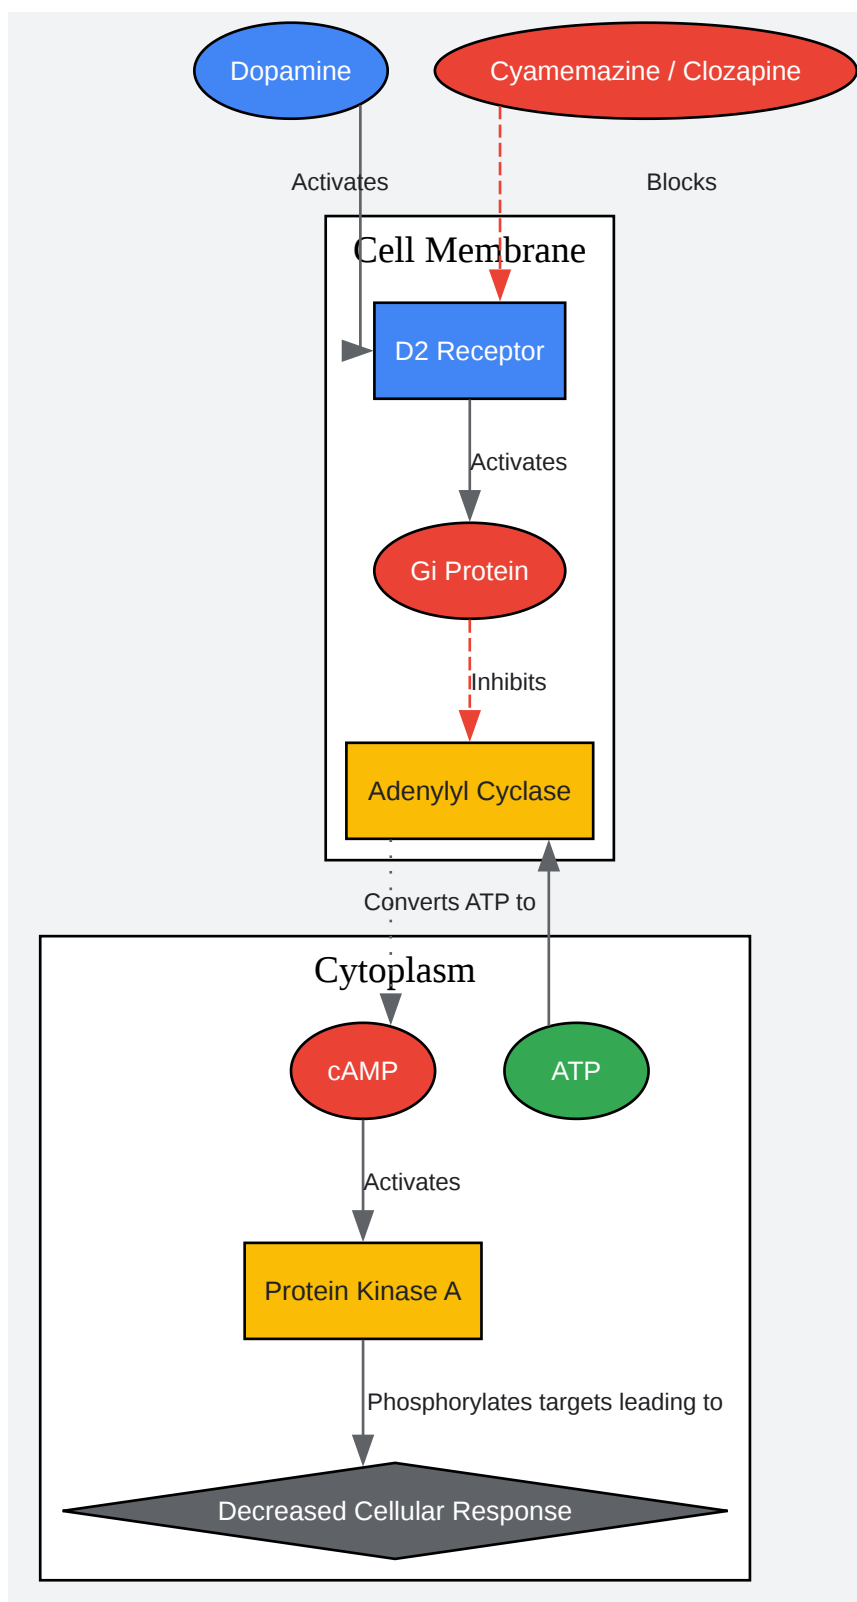 Dopamine
Cyamemazine / Clozapine
Activates
Blocks
Cell Membrane
D2 Receptor
Activates
Gi Protein
Inhibits
Adenylyl Cyclase
Converts ATP to
Cytoplasm
cAMP
ATP
Activates
Protein Kinase A
Phosphorylates targets leading to
Decreased Cellular Response